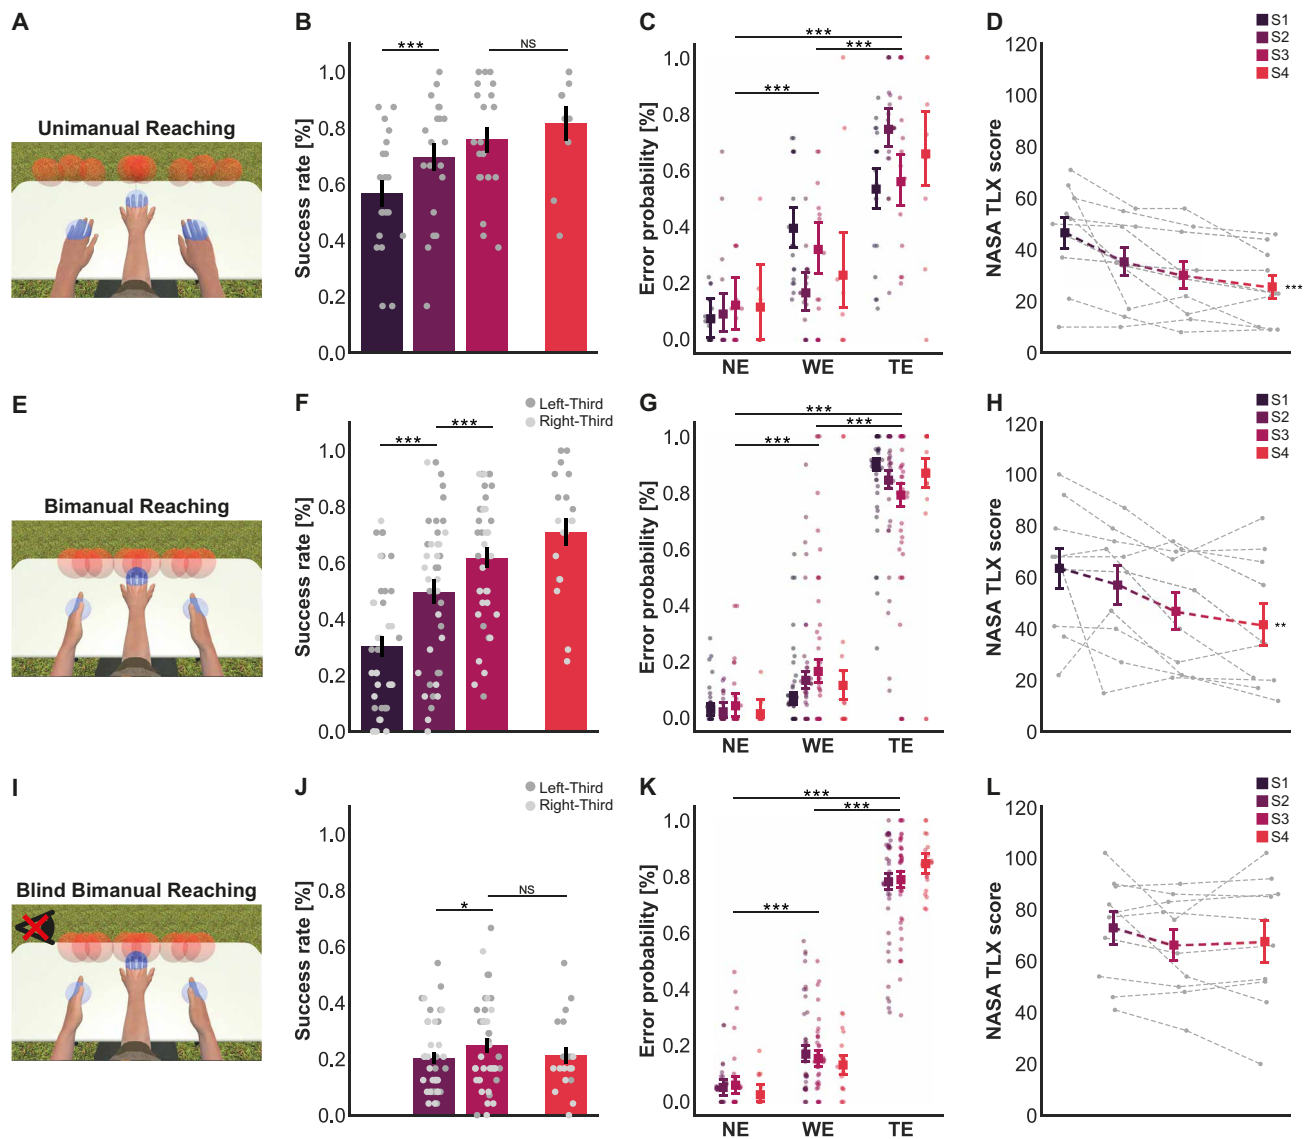 A
Unimanual Reaching
B
Success rate [%]
1.0
0.8
0.6
0.4
0.2
0.0
***
NS
C
Error probability [%]
1.0
0.8
0.6
0.4
0.2
0.0
***
***
***
NE WE TE
D
NASA TLX score
120
100
80
60
40
20
0
S1
S2
S3
S4
***
E
Bimanual Reaching
F
Success rate [%]
1.0
0.8
0.6
0.4
0.2
0.0
Left-Third
Right-Third
***
***
G
Error probability [%]
1.0
0.8
0.6
0.4
0.2
0.0
***
***
***
NE WE TE
H
NASA TLX score
120
100
80
60
40
20
0
S1
S2
S3
S4
**
I
Blind Bimanual Reaching
J
Success rate [%]
1.0
0.8
0.6
0.4
0.2
0.0
Left-Third
Right-Third
*
NS
K
Error probability [%]
1.0
0.8
0.6
0.4
0.2
0.0
***
***
***
NE WE TE
L
NASA TLX score
120
100
80
60
40
20
0
S1
S2
S3
S4